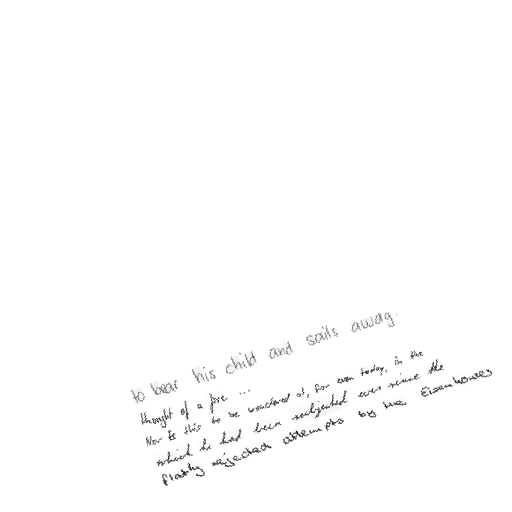 to bear his child and sails away.
thought of a fire ...
Nor is this to be wondered at, for even today, in the
which he had been subjected ever since the
flatly rejected attempts by the Eisenhower